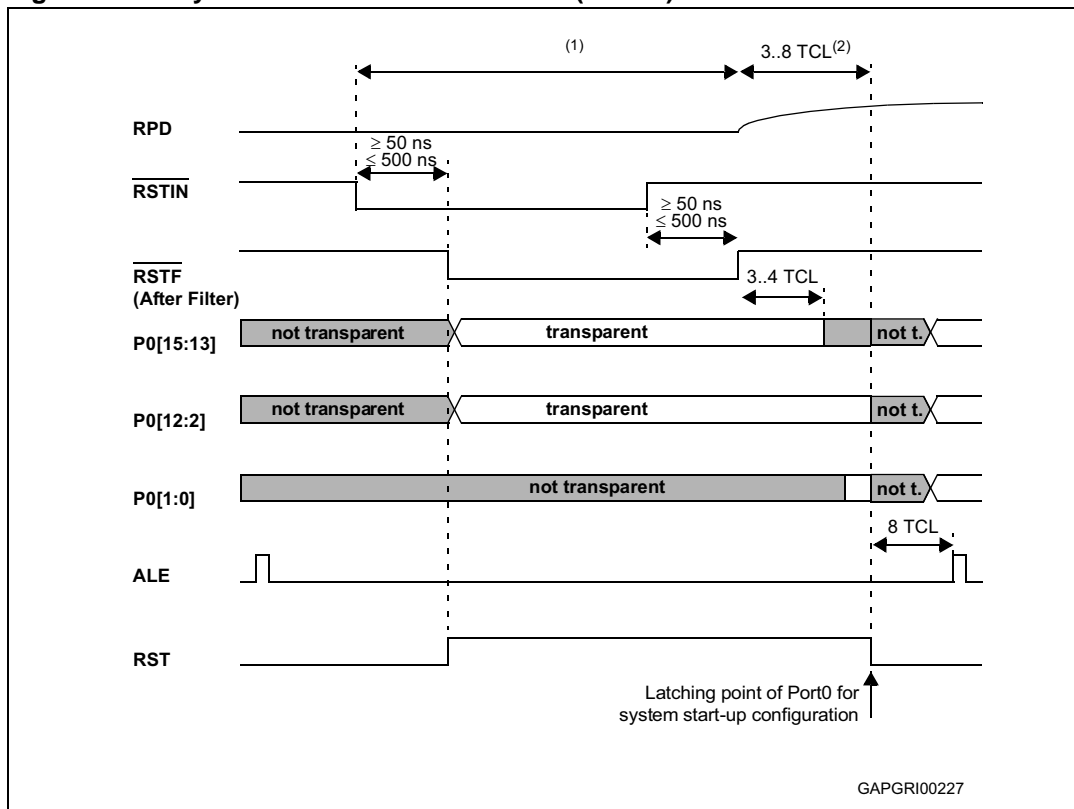 (1)
3..8 TCL(2)
RPD
≥ 50 ns
≤ 500 ns
RSTIN
≥ 50 ns
≤ 500 ns
RSTF
(After Filter)
3..4 TCL
P0[15:13]
not transparent
transparent
not t.
P0[12:2]
not transparent
transparent
not t.
P0[1:0]
not transparent
not t.
8 TCL
ALE
RST
Latching point of Port0 for
system start-up configuration
GAPGRI00227